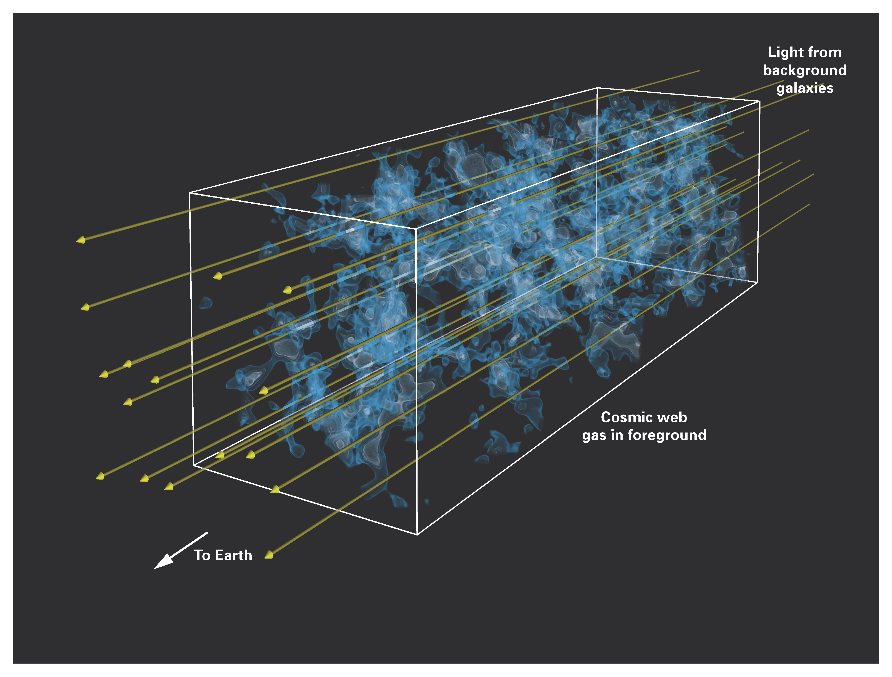 Light from
background
galaxies
Cosmic web
gas in foreground
To Earth